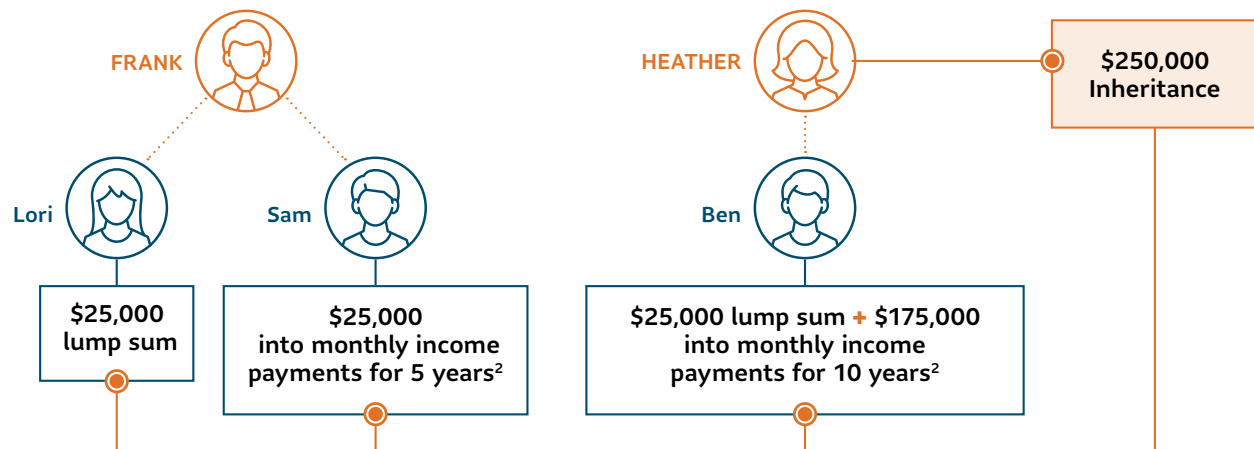 FRANK
HEATHER
$250,000
Inheritance
Lori
Sam
Ben
$25,000
lump sum
$25,000
into monthly income
payments for 5 years²
$25,000 lump sum + $175,000
into monthly income
payments for 10 years²